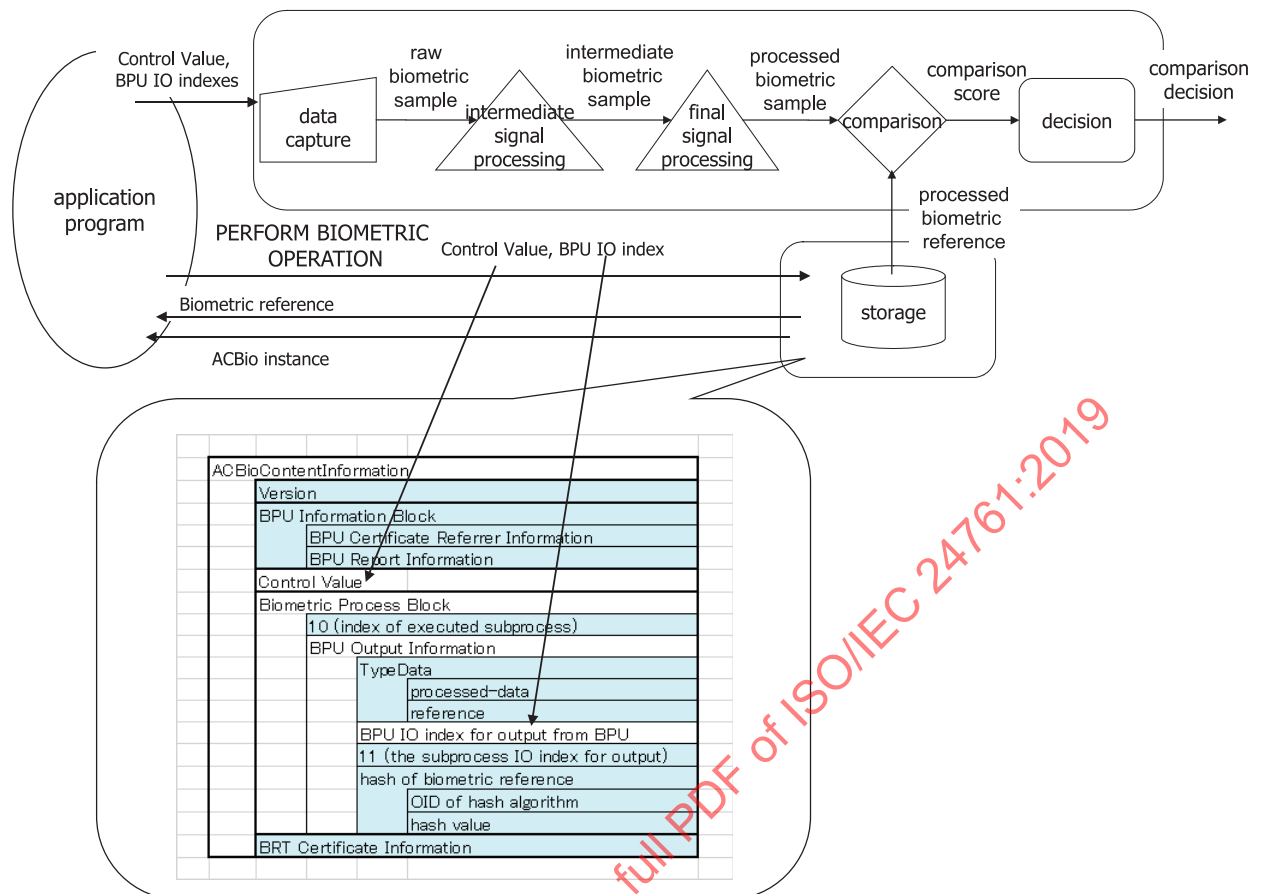 Control Value,
BPU IO indexes
raw
biometric
sample
intermediate
biometric
sample
processed
biometric
sample
comparison
score
comparison
decision
data
capture
intermediate
signal
processing
final
signal
processing
comparison
decision
application
program
processed
biometric
reference
PERFORM BIOMETRIC
OPERATION
Control Value, BPU IO index
Biometric reference
storage
ACBio instance
ACBioContentInformation
Version
BPU Information Block
BPU Certificate Referrer Information
BPU Report Information
Control Value
Biometric Process Block
10 (index of executed subprocess)
BPU Output Information
TypeData
processed-data
reference
BPU IO index for output from BPU
11 (the subprocess IO index for output)
hash of biometric reference
OID of hash algorithm
hash value
BRT Certificate Information
full PDF of ISO/IEC 24761:2019